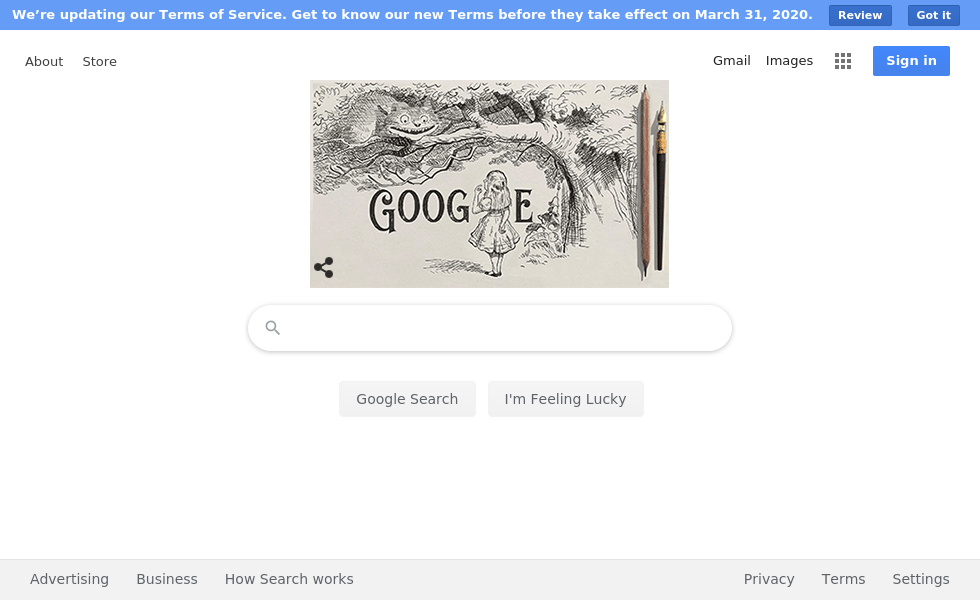 We’re updating our Terms of Service. Get to know our new Terms before they take effect on March 31, 2020. Review Got it
About Store Gmail Images Sign in
GOOG E
Google Search I'm Feeling Lucky
Advertising Business How Search works Privacy Terms Settings